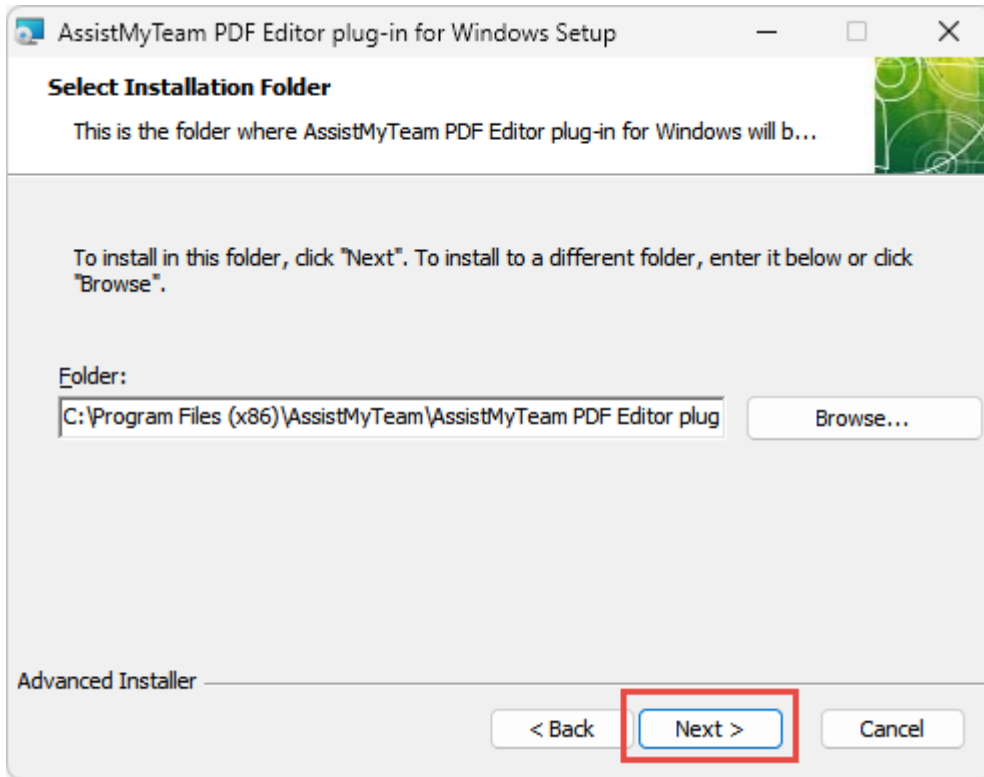 AssistMyTeam PDF Editor plug-in for Windows Setup
Select Installation Folder
This is the folder where AssistMyTeam PDF Editor plug-in for Windows will b...
To install in this folder, click "Next". To install to a different folder, enter it below or click
"Browse".
Folder:
C:\Program Files (x86)\AssistMyTeam\AssistMyTeam PDF Editor plug
Browse...
Advanced Installer
< Back
Next >
Cancel